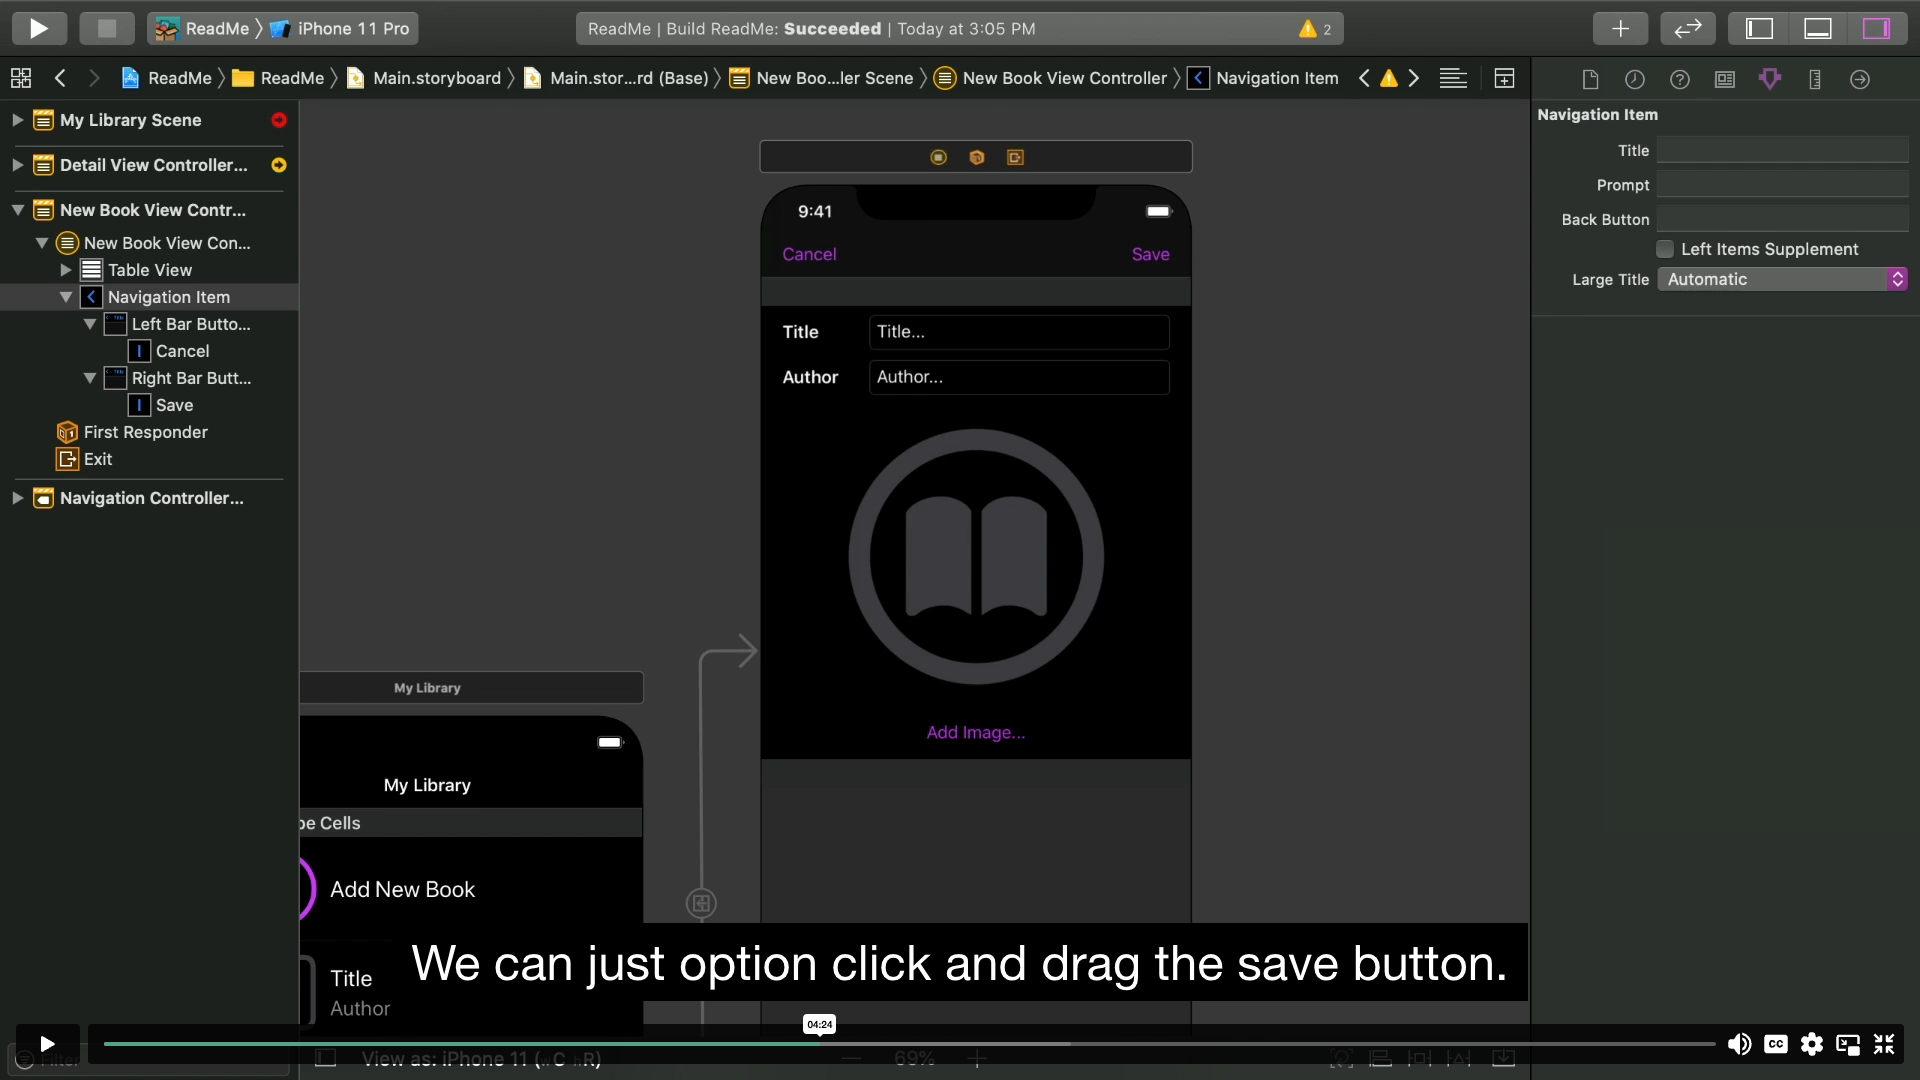 ReadMe 〉 iPhone 11 Pro
ReadMe | Build ReadMe: Succeeded | Today at 3:05 PM
2
ReadMe 〉 ReadMe 〉 Main.storyboard 〉 Main.stor...rd (Base) 〉 New Boo...ler Scene 〉 New Book View Controller 〉 Navigation Item
My Library Scene
Detail View Controller...
New Book View Contr...
New Book View Con...
Table View
Navigation Item
Left Bar Butto...
Cancel
Right Bar Butt...
Save
First Responder
Exit
Navigation Controller...
9:41
Cancel
Save
Title
Title...
Author
Author...
Add Image...
My Library
My Library
pe Cells
Add New Book
Title
Author
Navigation Item
Title
Prompt
Back Button
Left Items Supplement
Large Title
Automatic
We can just option click and drag the save button.
04:24
CC
Filter
View as: iPhone 11 (wC hR)
69%